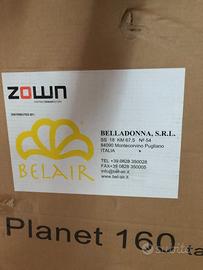 ZOWN
DISTRIBUTED BY:
BELLADONNA, S.R.L.
SS 18 KM 67,5 Nº 54
84090 Montecorvino Pugliano
ITALIA
TEL +39 0828 350028
FAX+39 0828 350005
info@bel-air.it
www.bel-air.it
BELAIR
Planet 160